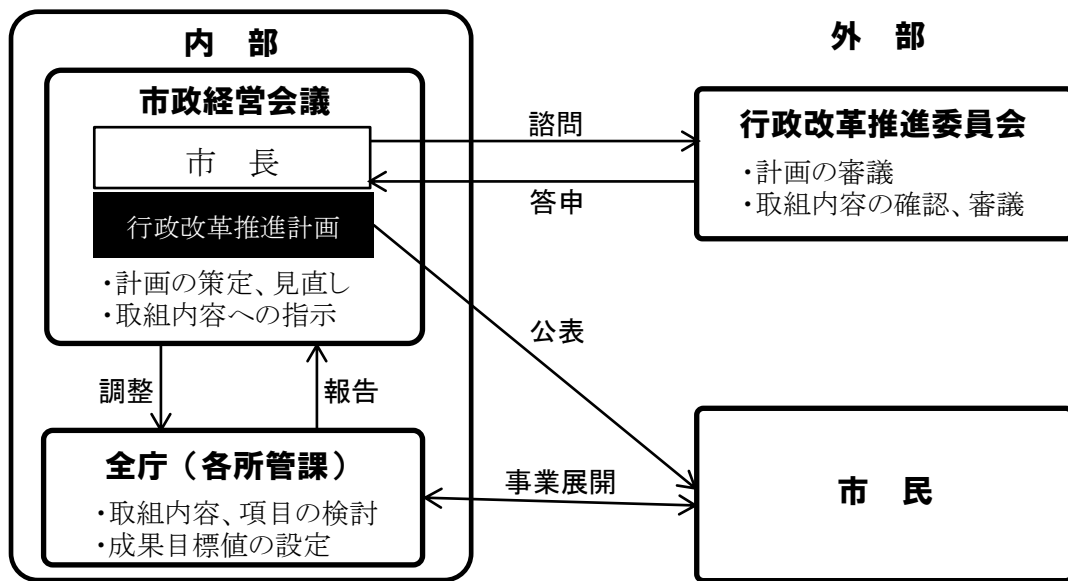 内　部
市政経営会議
市　長
行政改革推進計画
・計画の策定、見直し
・取組内容への指示
調整
報告
全庁（各所管課）
・取組内容、項目の検討
・成果目標値の設定
諮問
答申
公表
事業展開
外　部
行政改革推進委員会
・計画の審議
・取組内容の確認、審議
市　民